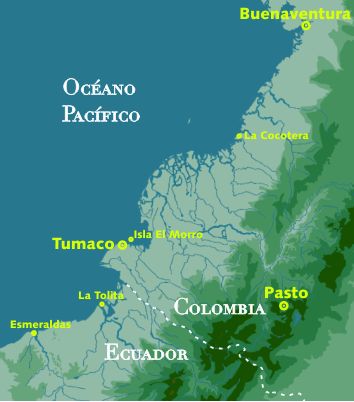 Buenaventura
Océano
Pacífico
La Cocotera
Isla El Morro
Tumaco
La Tolita
Colombia
Pasto
Esmeraldas
Ecuador